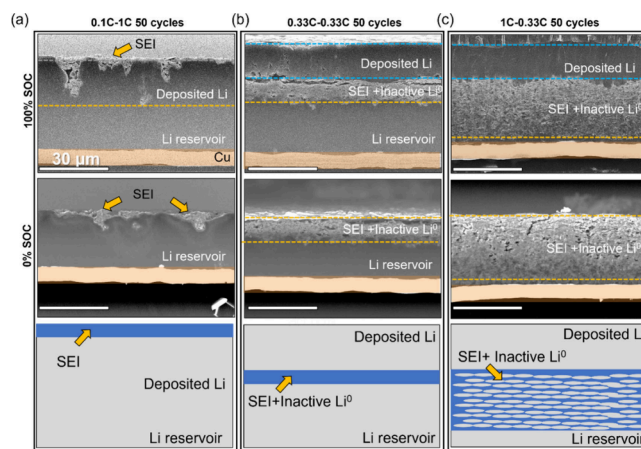 (a) 0.1C-1C 50 cycles
(b) 0.33C-0.33C 50 cycles
(c) 1C-0.33C 50 cycles
100% SOC
SEI
Deposited Li
Li reservoir
30 μm
Cu
Deposited Li
SEI +Inactive Li⁰
Li reservoir
Deposited Li
SEI +Inactive Li⁰
0% SOC
SEI
Li reservoir
SEI+Inactive Li⁰
Li reservoir
SEI +Inactive Li⁰
SEI
Deposited Li
Li reservoir
Deposited Li
SEI+Inactive Li⁰
Li reservoir
Deposited Li
SEI+ Inactive Li⁰
Li reservoir